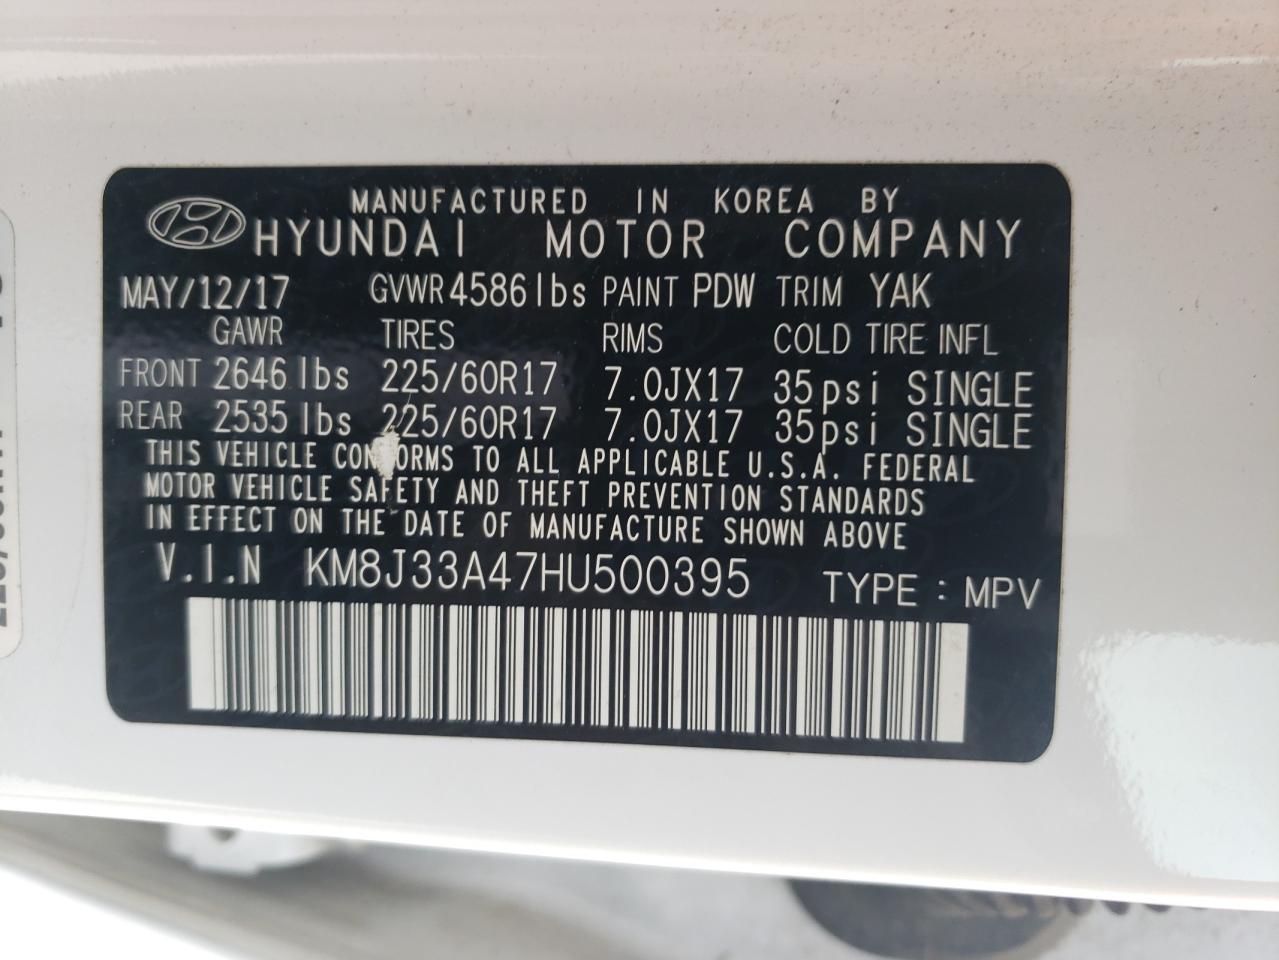 MANUFACTURED IN KOREA BY
HYUNDAI MOTOR COMPANY
MAY/12/17 GVWR 4586 lbs PAINT PDW TRIM YAK
GAWR TIRES RIMS COLD TIRE INFL
FRONT 2646 lbs 225/60R17 7.0JX17 35psi SINGLE
REAR 2535 lbs 225/60R17 7.0JX17 35psi SINGLE
THIS VEHICLE CONFORMS TO ALL APPLICABLE U.S.A. FEDERAL
MOTOR VEHICLE SAFETY AND THEFT PREVENTION STANDARDS
IN EFFECT ON THE DATE OF MANUFACTURE SHOWN ABOVE
V.I.N KM8J33A47HU500395 TYPE : MPV